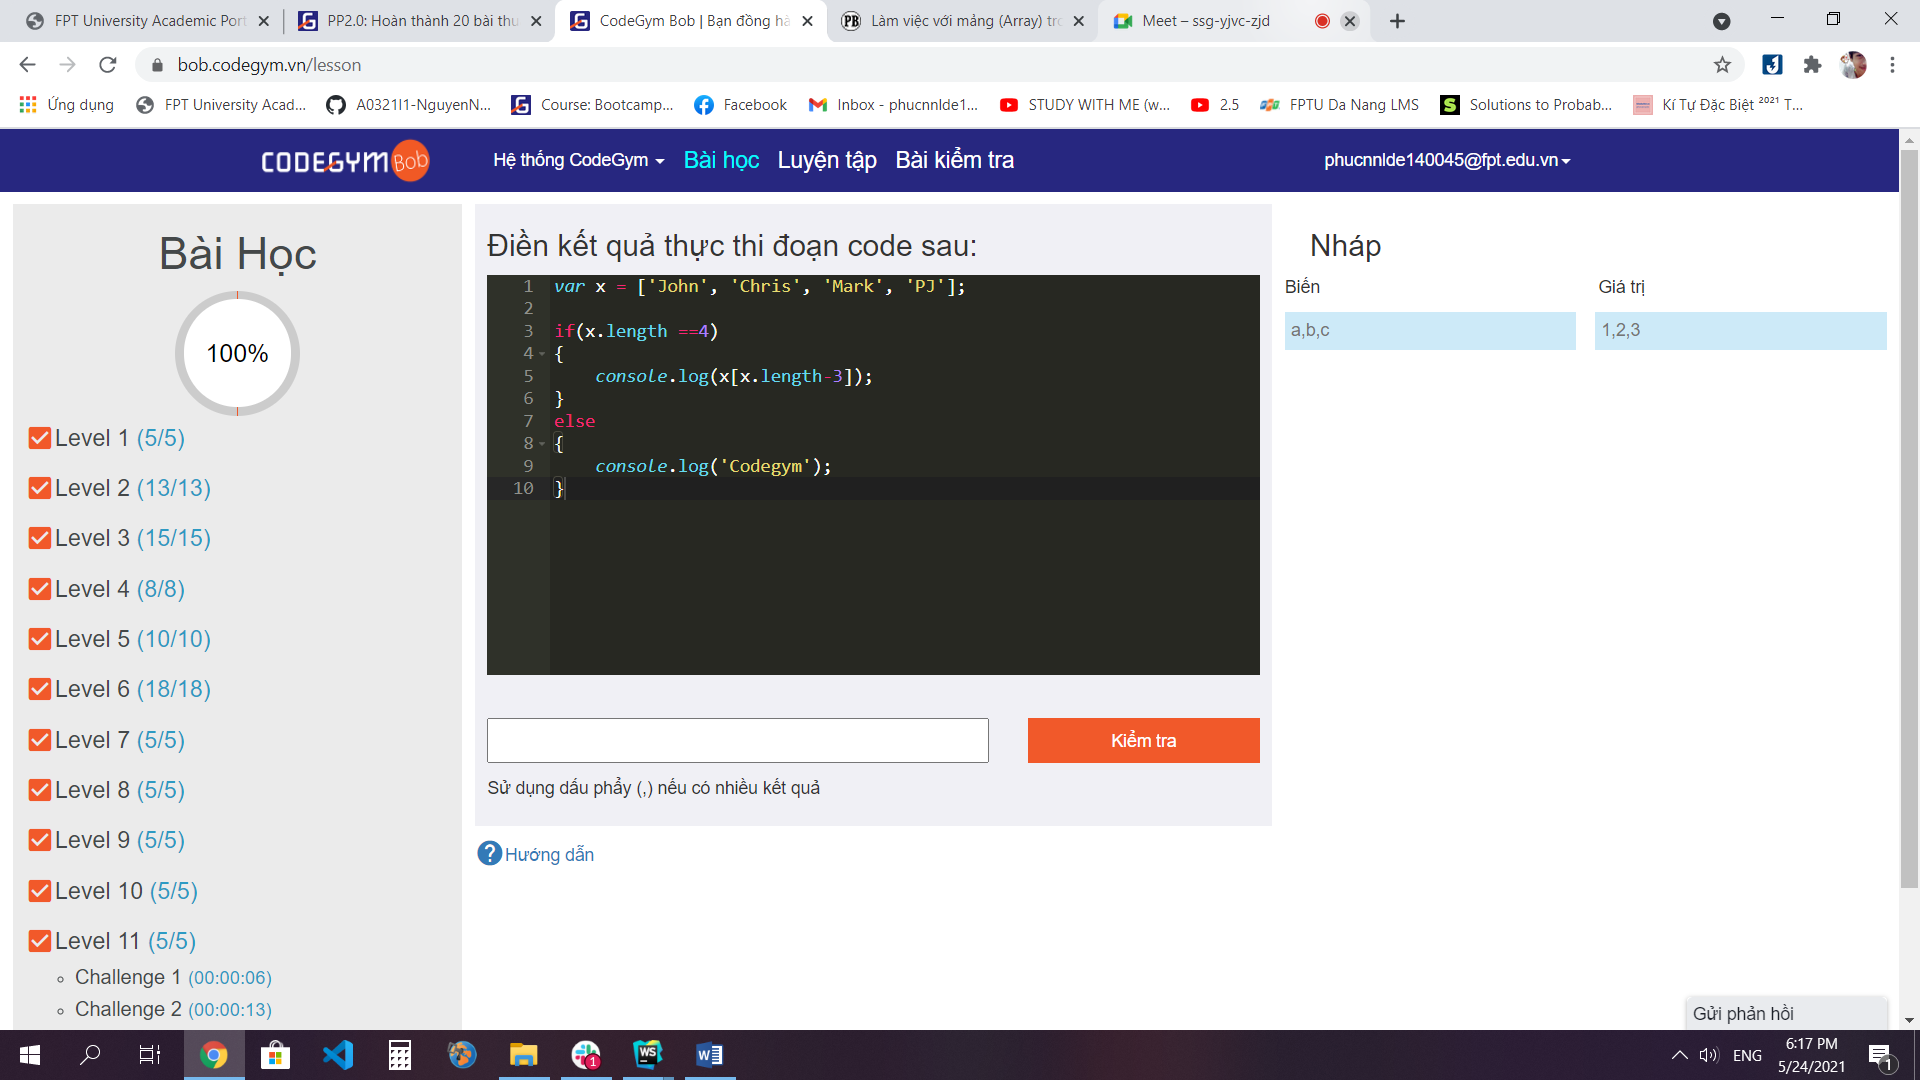 FPT University Academic Port
PP2.0: Hoàn thành 20 bài thu
CodeGym Bob | Bạn đồng hà
Làm việc với mảng (Array) tro
Meet – ssg-yjvc-zjd
bob.codegym.vn/lesson
Ứng dụng
FPT University Acad...
A0321I1-NguyenN...
Course: Bootcamp...
Facebook
Inbox - phucnnlde1...
STUDY WITH ME (w...
2.5
FPTU Da Nang LMS
Solutions to Probab...
Kí Tự Đặc Biệt ²⁰²¹ T...
CODEGYM Bob
Hệ thống CodeGym
Bài học
Luyện tập
Bài kiểm tra
phucnnlde140045@fpt.edu.vn
Bài Học
100%
Level 1 (5/5)
Level 2 (13/13)
Level 3 (15/15)
Level 4 (8/8)
Level 5 (10/10)
Level 6 (18/18)
Level 7 (5/5)
Level 8 (5/5)
Level 9 (5/5)
Level 10 (5/5)
Level 11 (5/5)
Challenge 1 (00:00:06)
Challenge 2 (00:00:13)
Điền kết quả thực thi đoạn code sau:
1 var x = ['John', 'Chris', 'Mark', 'PJ'];
2
3 if(x.length ==4)
4 {
5 console.log(x[x.length-3]);
6 }
7 else
8 {
9 console.log('Codegym');
10 }
Kiểm tra
Sử dụng dấu phẩy (,) nếu có nhiều kết quả
Hướng dẫn
Nháp
Biến
Giá trị
a,b,c
1,2,3
Gửi phản hồi
1
WS
ENG
6:17 PM
5/24/2021
1